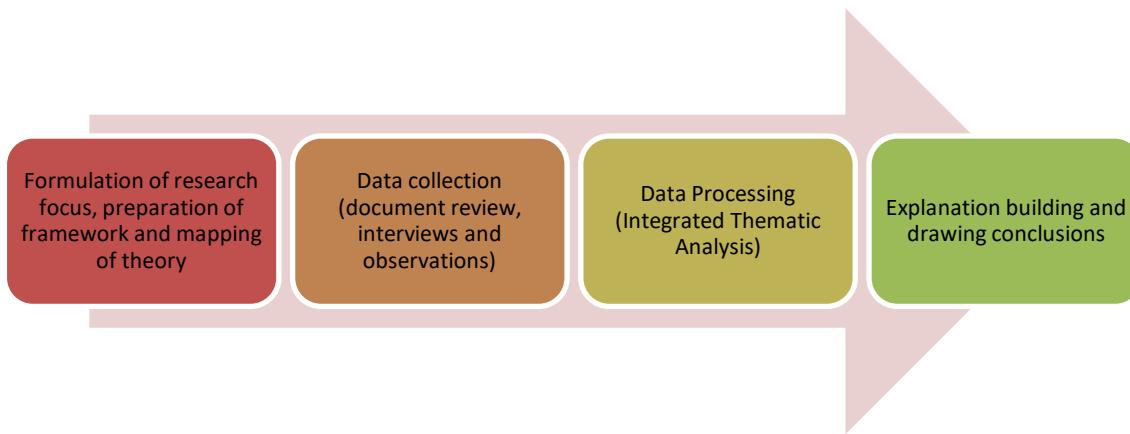 Formulation of research
focus, preparation of
framework and mapping
of theory
Data collection
(document review,
interviews and
observations)
Data Processing
(Integrated Thematic
Analysis)
Explanation building and
drawing conclusions